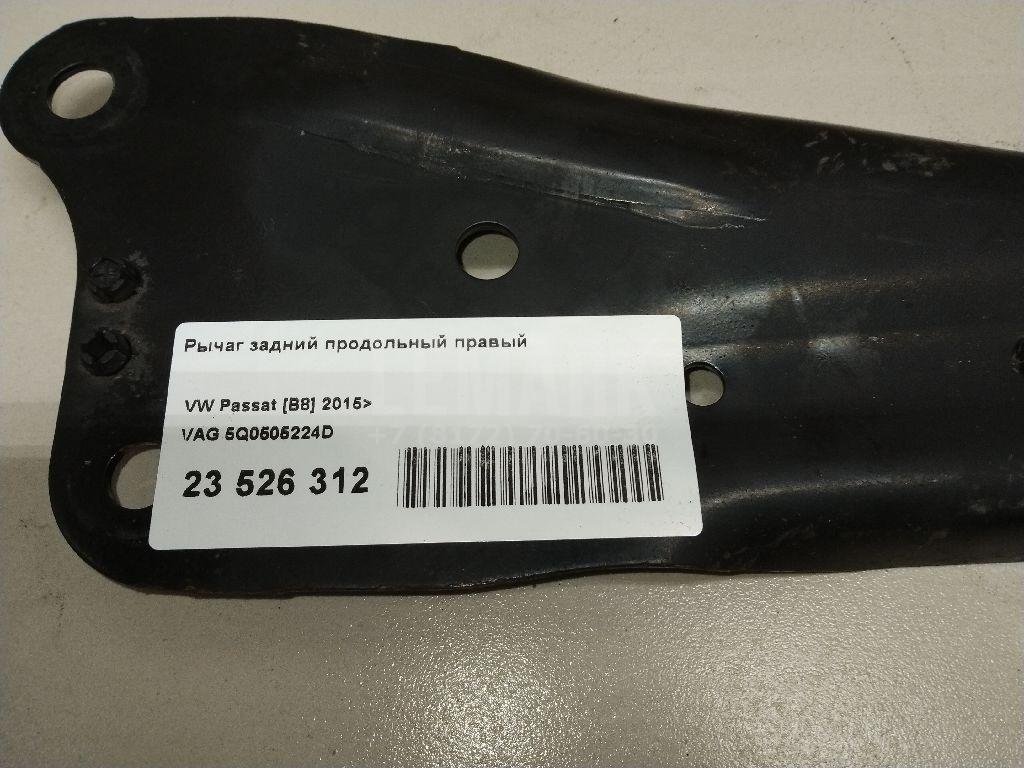 Рычаг задний продольный правый
VW Passat [B8] 2015>
VAG 5Q0505224D
23 526 312